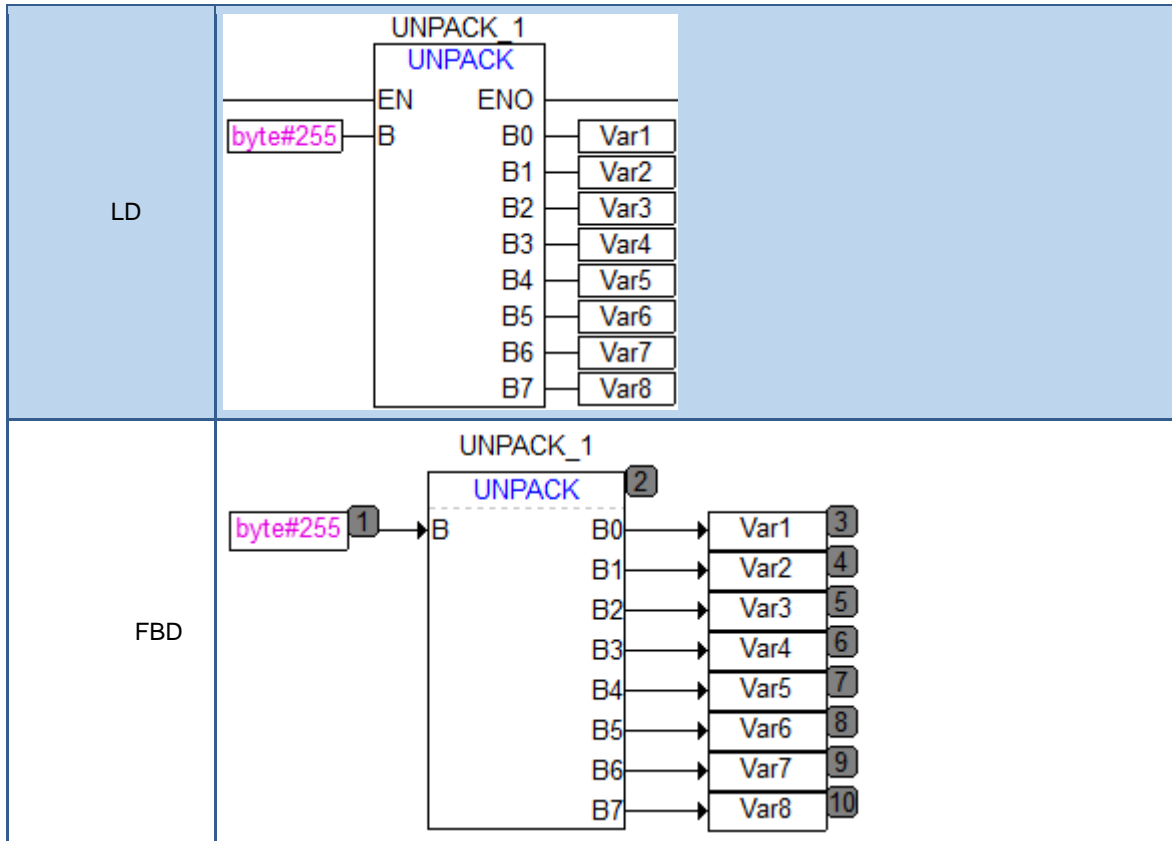 LD
UNPACK_1
UNPACK
EN ENO
byte#255 B B0 Var1
B1 Var2
B2 Var3
B3 Var4
B4 Var5
B5 Var6
B6 Var7
B7 Var8
FBD
UNPACK_1
UNPACK 2
byte#255 1 B B0 Var1 3
B1 Var2 4
B2 Var3 5
B3 Var4 6
B4 Var5 7
B5 Var6 8
B6 Var7 9
B7 Var8 10